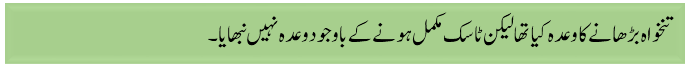 تنخواہ بڑھانے کا وعدہ کیا تھا لیکن ٹاسک مکمل ہونے کے باوجود وعدہ نہیں نبھایا۔